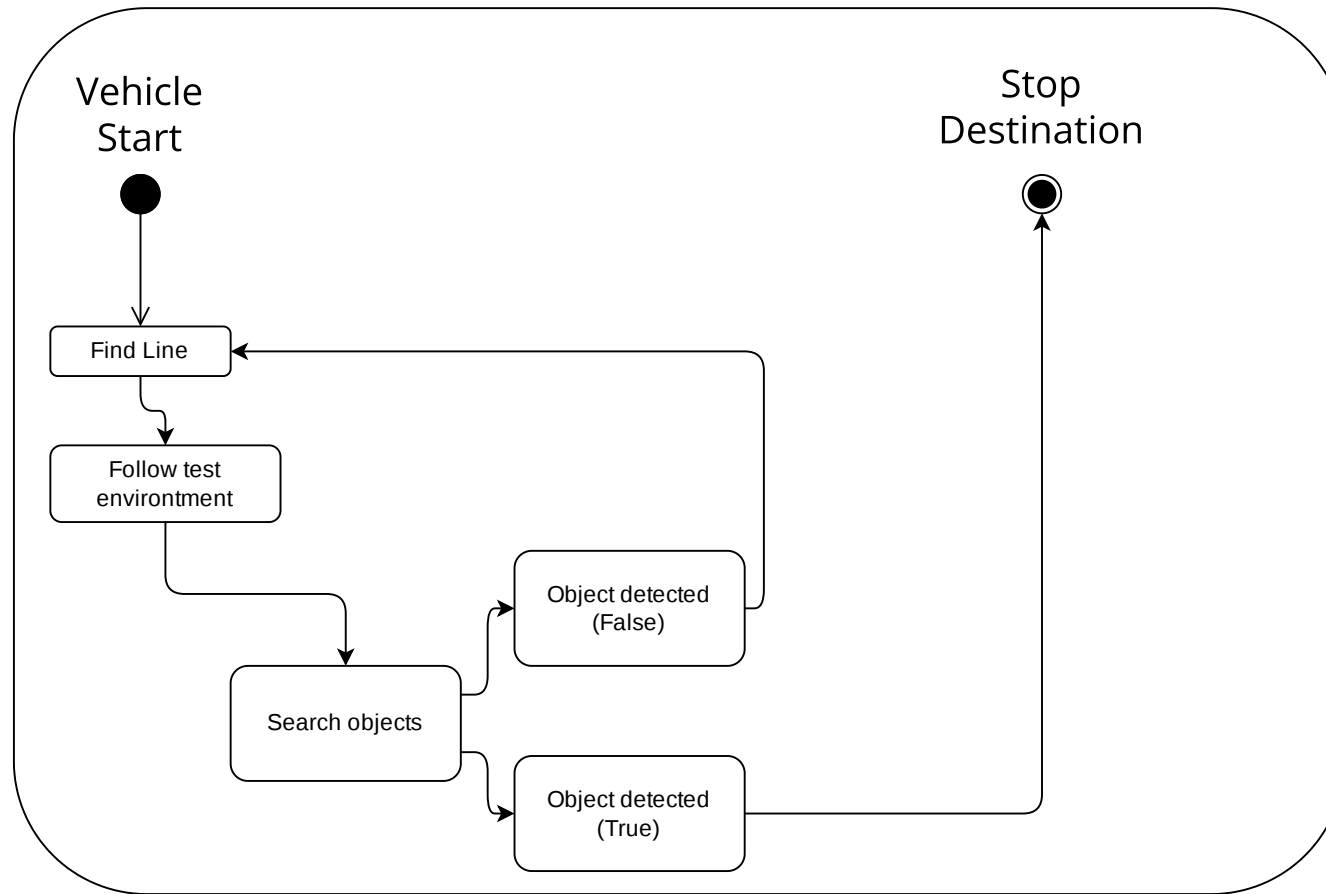 Vehicle
Start
Stop
Destination
Find Line
Follow test
environtment
Object detected
(False)
Search objects
Object detected
(True)